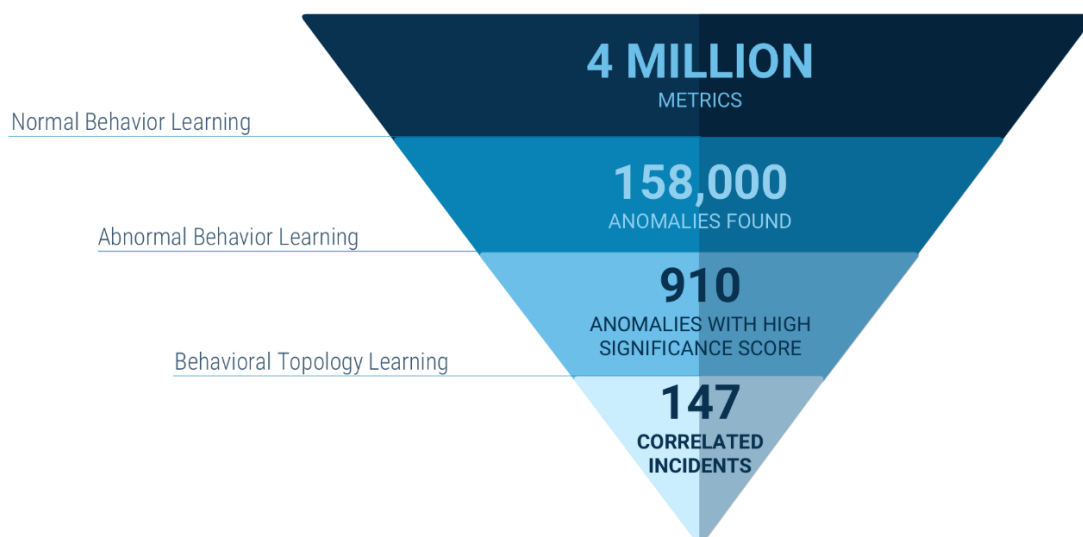 4 MILLION
METRICS
Normal Behavior Learning
158,000
ANOMALIES FOUND
Abnormal Behavior Learning
910
ANOMALIES WITH HIGH
SIGNIFICANCE SCORE
Behavioral Topology Learning
147
CORRELATED
INCIDENTS